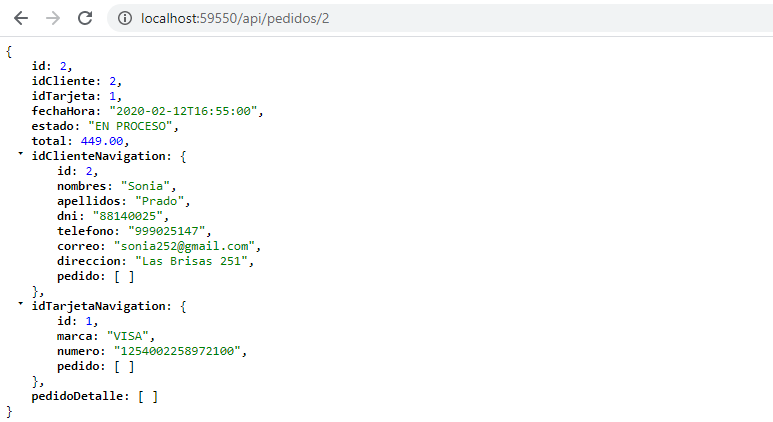 localhost:59550/api/pedidos/2
{
id: 2,
idCliente: 2,
idTarjeta: 1,
fechaHora: "2020-02-12T16:55:00",
estado: "EN PROCESO",
total: 449.00,
idClienteNavigation: {
id: 2,
nombres: "Sonia",
apellidos: "Prado",
dni: "88140025",
telefono: "999025147",
correo: "sonia252@gmail.com",
direccion: "Las Brisas 251",
pedido: [ ]
},
idTarjetaNavigation: {
id: 1,
marca: "VISA",
numero: "1254002258972100",
pedido: [ ]
},
pedidoDetalle: [ ]
}